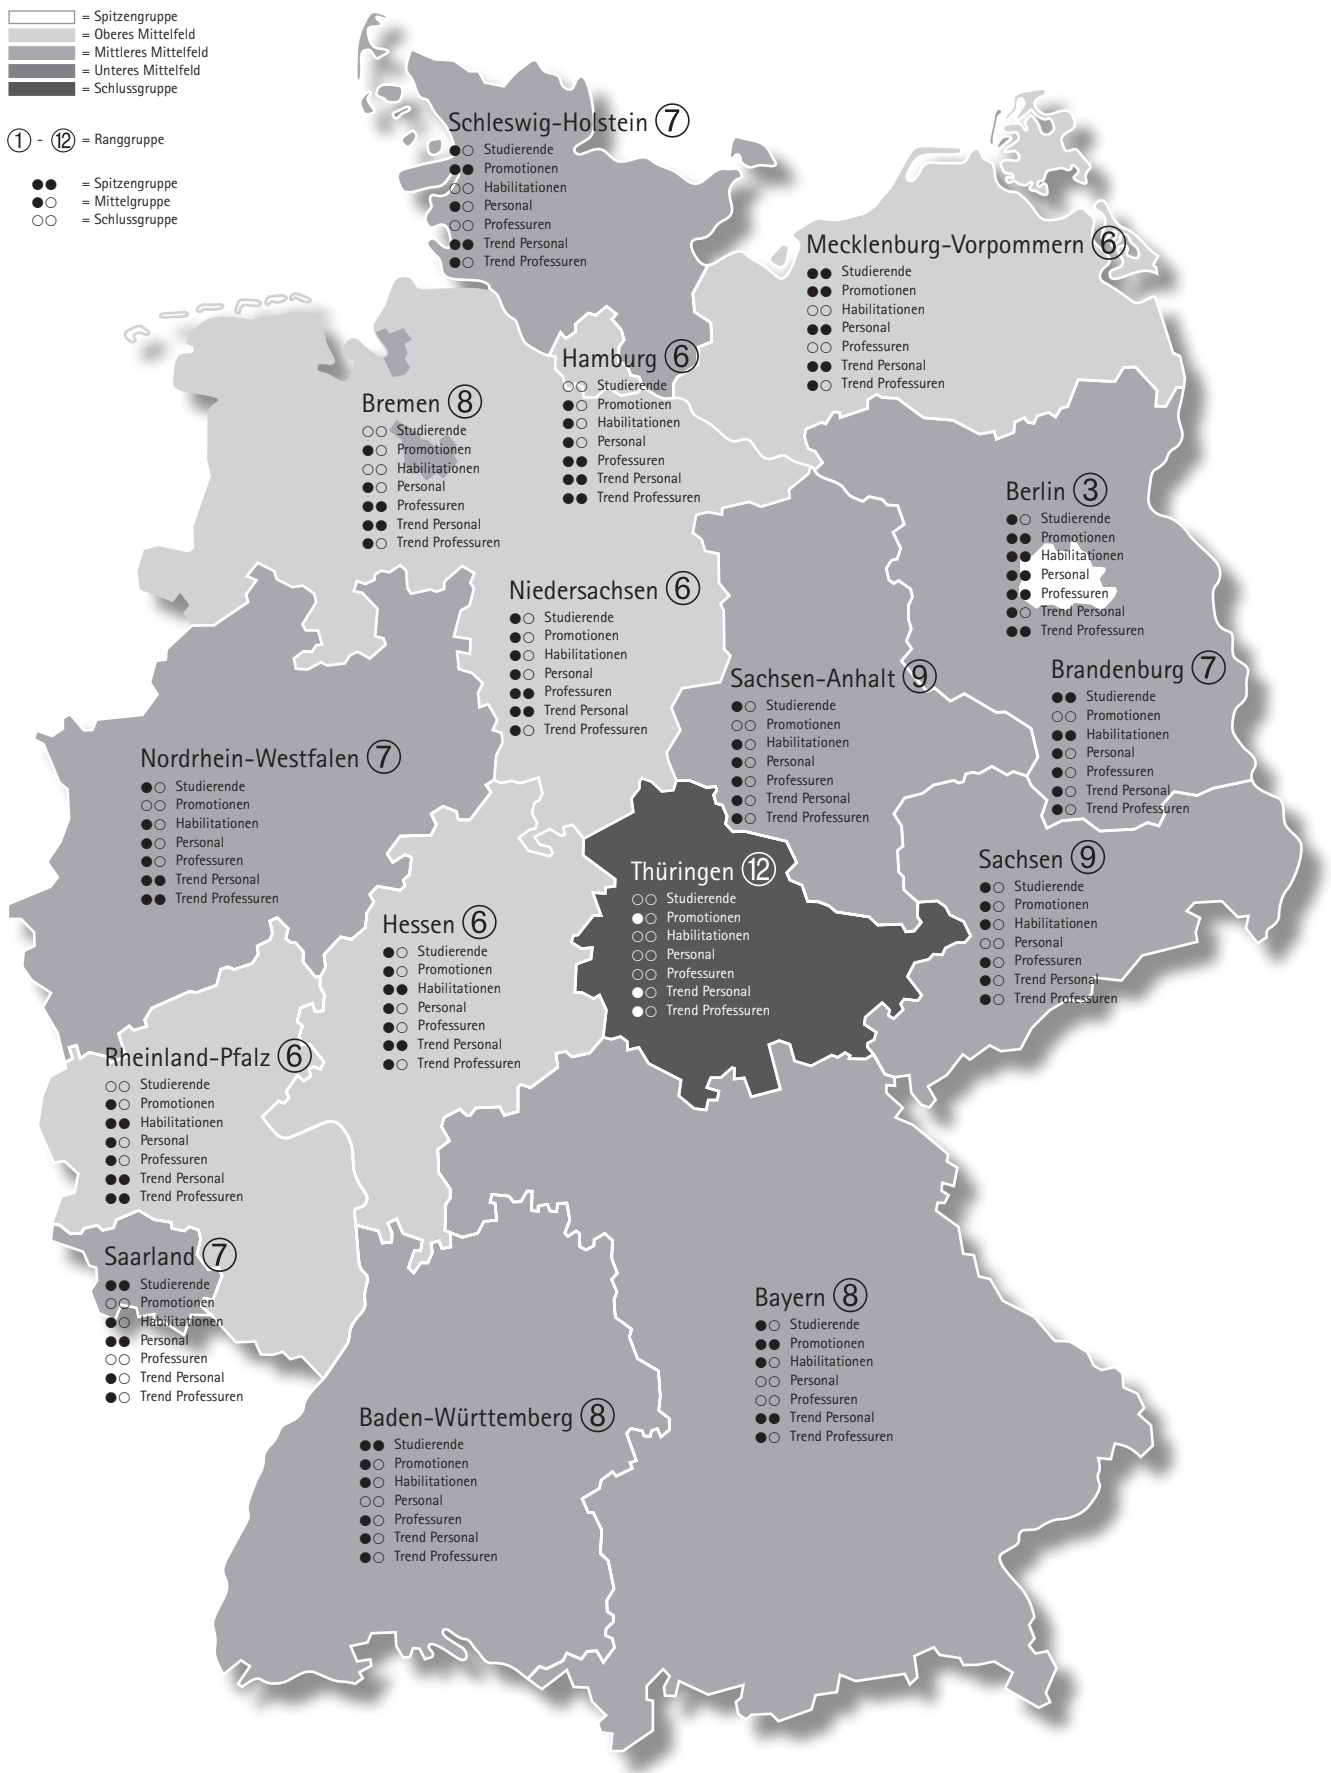 = Spitzengruppe
= Oberes Mittelfeld
= Mittleres Mittelfeld
= Unteres Mittelfeld
= Schlussgruppe
① - ⑫ = Ranggruppe
●● = Spitzengruppe
●○ = Mittelgruppe
○○ = Schlussgruppe
Schleswig-Holstein ⑦
●○ Studierende
●● Promotionen
○○ Habilitationen
●○ Personal
○○ Professuren
●● Trend Personal
●○ Trend Professuren
Mecklenburg-Vorpommern ⑥
●● Studierende
●● Promotionen
○○ Habilitationen
●● Personal
○○ Professuren
●● Trend Personal
●○ Trend Professuren
Hamburg ⑥
○○ Studierende
●○ Promotionen
●○ Habilitationen
●○ Personal
●● Professuren
●● Trend Personal
●● Trend Professuren
Bremen ⑧
○○ Studierende
●○ Promotionen
○○ Habilitationen
●○ Personal
●● Professuren
●● Trend Personal
●○ Trend Professuren
Berlin ③
●○ Studierende
●● Promotionen
●● Habilitationen
●● Personal
●● Professuren
●○ Trend Personal
●● Trend Professuren
Niedersachsen ⑥
●○ Studierende
●○ Promotionen
●○ Habilitationen
●○ Personal
●● Professuren
●● Trend Personal
●○ Trend Professuren
Sachsen-Anhalt ⑨
●○ Studierende
○○ Promotionen
●○ Habilitationen
●○ Personal
●○ Professuren
●○ Trend Personal
●○ Trend Professuren
Brandenburg ⑦
●● Studierende
○○ Promotionen
●● Habilitationen
●○ Personal
●○ Professuren
●○ Trend Personal
●○ Trend Professuren
Nordrhein-Westfalen ⑦
●○ Studierende
○○ Promotionen
●○ Habilitationen
●○ Personal
●○ Professuren
●● Trend Personal
●● Trend Professuren
Sachsen ⑨
●○ Studierende
●○ Promotionen
●○ Habilitationen
○○ Personal
●○ Professuren
●○ Trend Personal
●○ Trend Professuren
Thüringen ⑫
○○ Studierende
●○ Promotionen
○○ Habilitationen
○○ Personal
○○ Professuren
●○ Trend Personal
●○ Trend Professuren
Hessen ⑥
●○ Studierende
●○ Promotionen
●● Habilitationen
●○ Personal
●○ Professuren
●● Trend Personal
●○ Trend Professuren
Rheinland-Pfalz ⑥
○○ Studierende
●○ Promotionen
●● Habilitationen
●○ Personal
●○ Professuren
●● Trend Personal
●● Trend Professuren
Saarland ⑦
●● Studierende
○○ Promotionen
●○ Habilitationen
●● Personal
○○ Professuren
●○ Trend Personal
●○ Trend Professuren
Bayern ⑧
●○ Studierende
●● Promotionen
●○ Habilitationen
○○ Personal
○○ Professuren
●● Trend Personal
●○ Trend Professuren
Baden-Württemberg ⑧
●● Studierende
●○ Promotionen
●○ Habilitationen
○○ Personal
●○ Professuren
●○ Trend Personal
●○ Trend Professuren